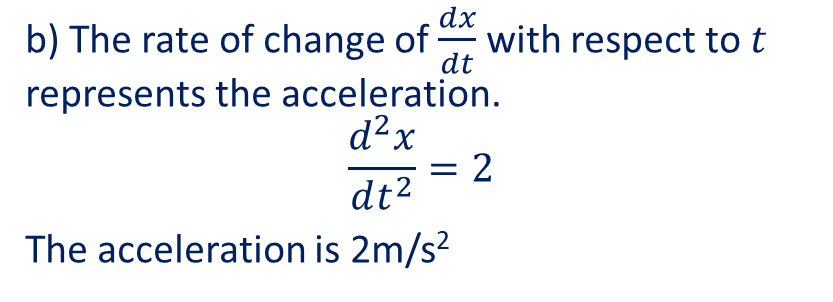 b) The rate of change of dx/dt with respect to t
represents the acceleration.
d²x/dt² = 2
The acceleration is 2m/s²